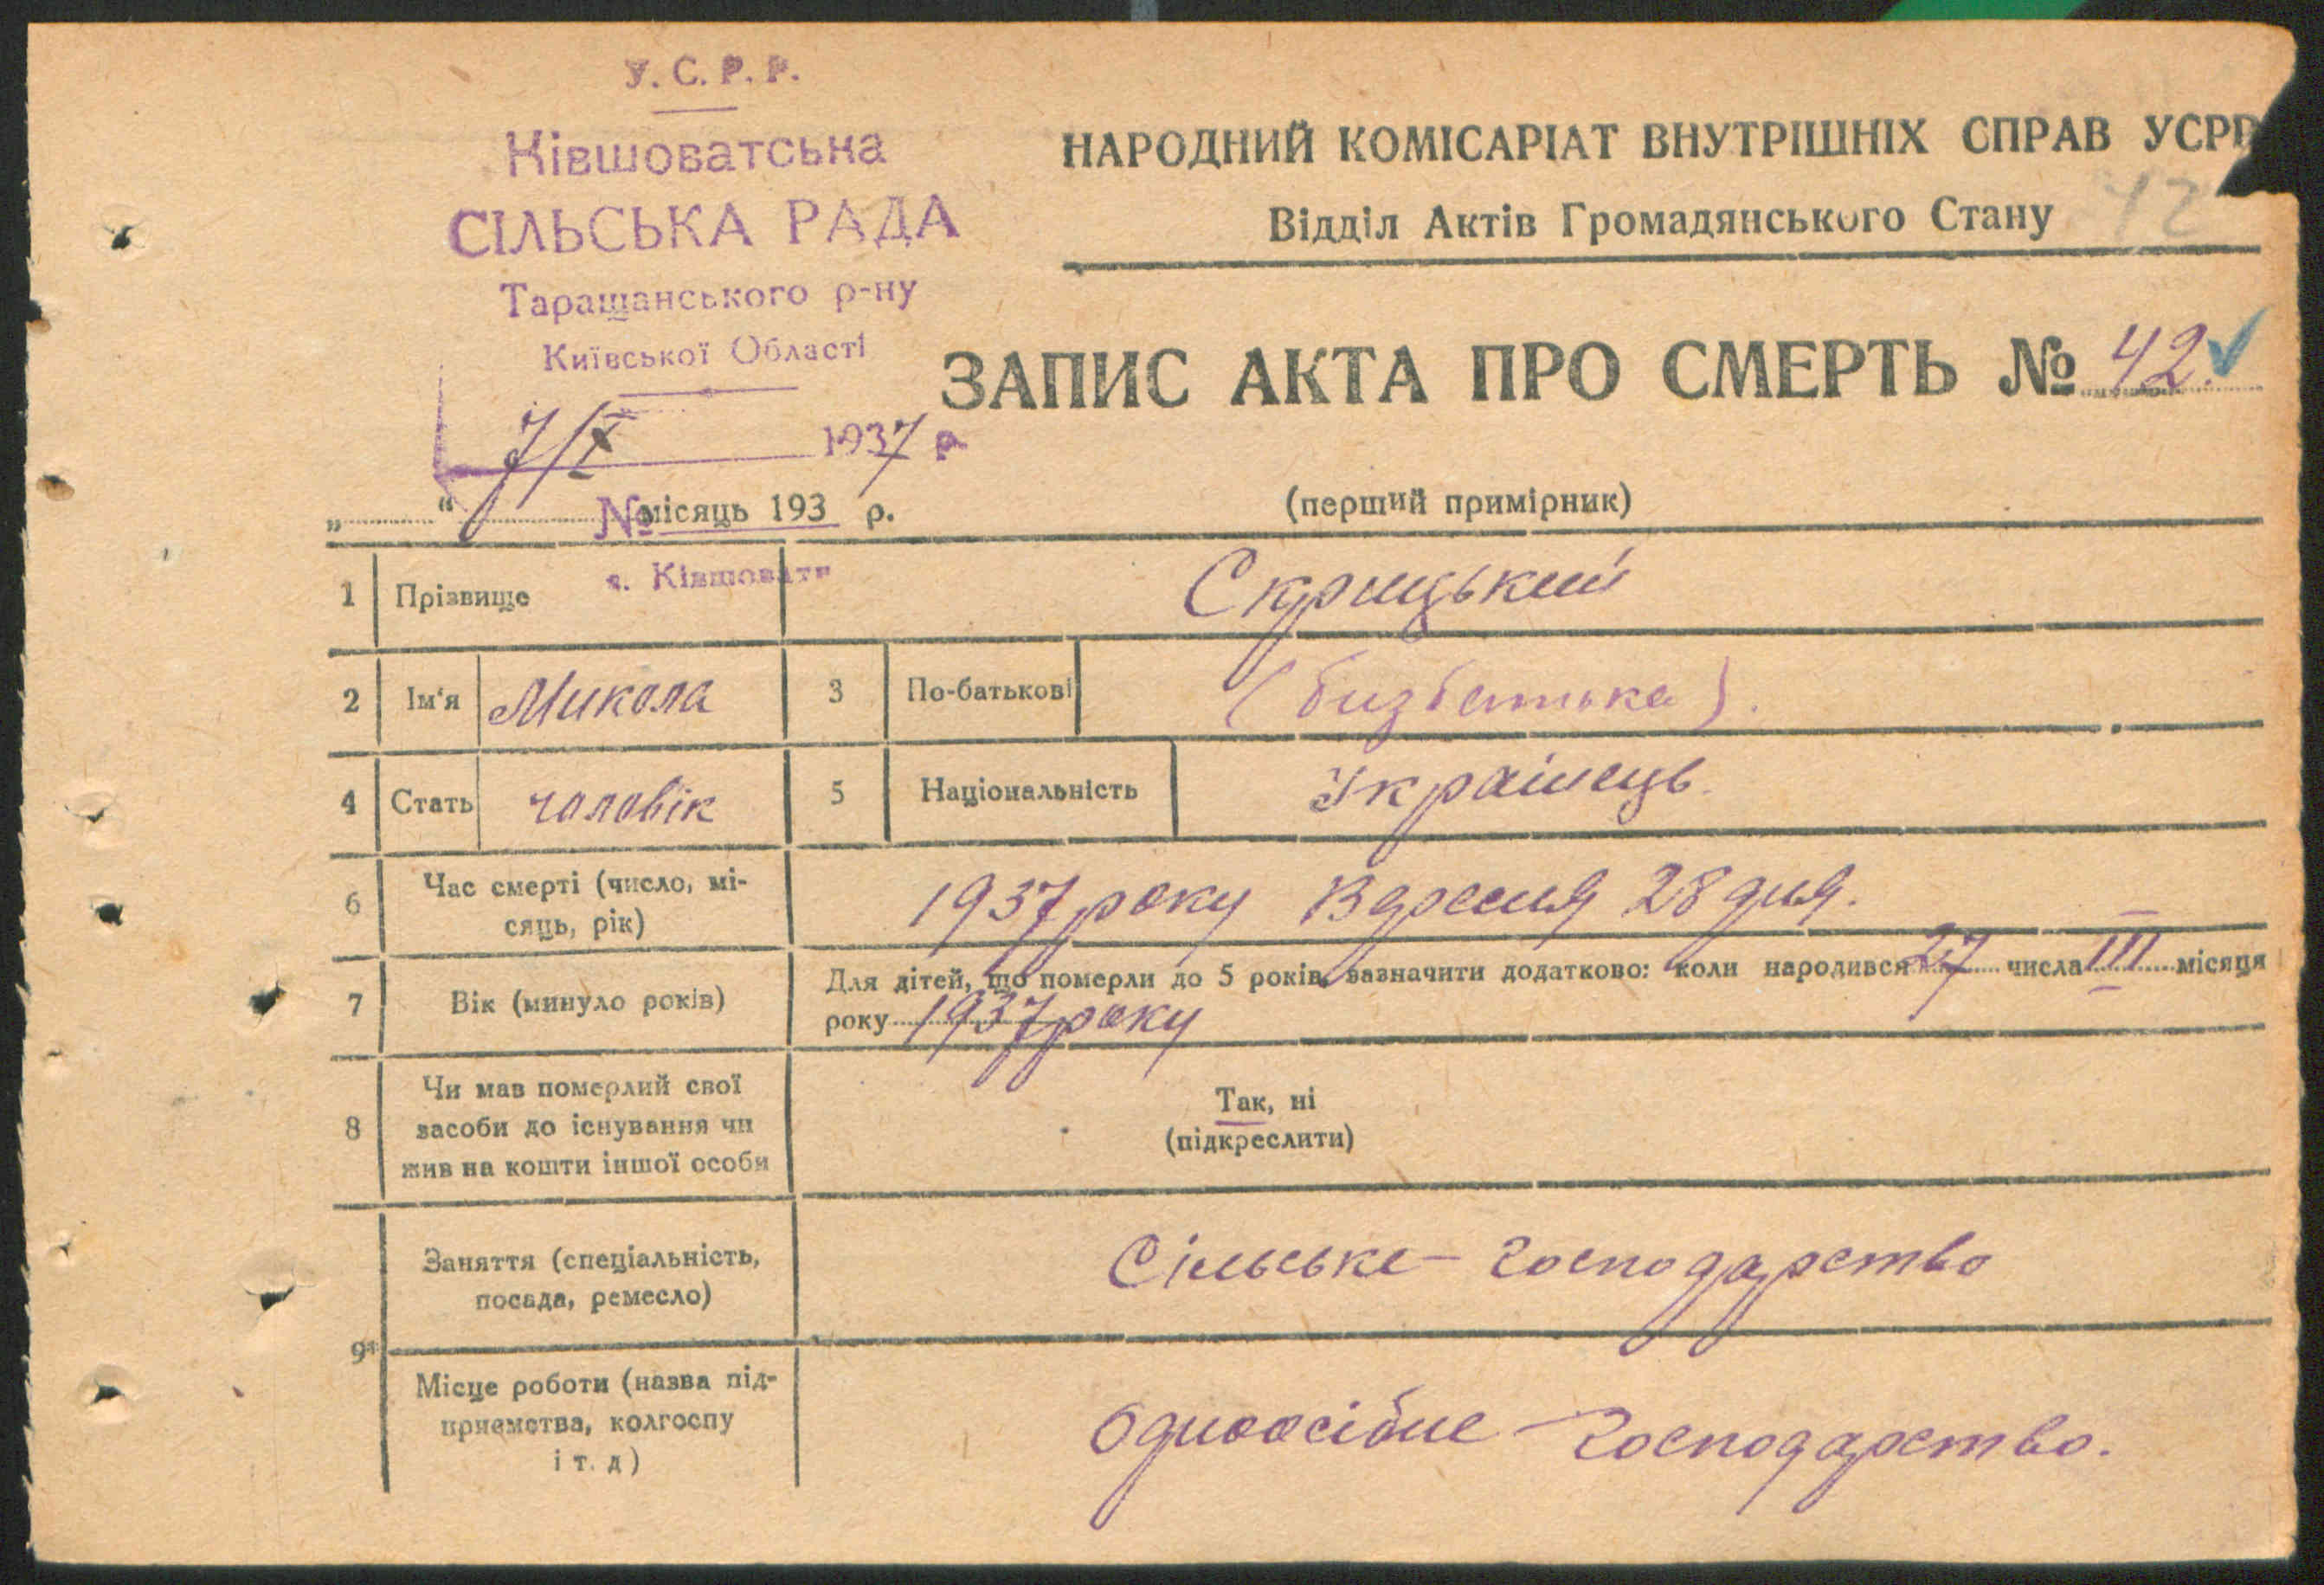 У. С. Р. Р.
Ківшоватська
СІЛЬСЬКА РАДА
Таращанського р-ну
Київської Області
7/X 1937 р.
№
с. Ківшовати
НАРОДНИЙ КОМІСАРІАТ ВНУТРІШНІХ СПРАВ УСРР
Відділ Актів Громадянського Стану
42
ЗАПИС АКТА ПРО СМЕРТЬ № 42
„ “ місяць 193 р.
(перший примірник)
1 Прізвище Скрицький
2 Ім‘я Микола 3 По-батькові (бизбатька).
4 Стать чоловік 5 Національність Українець.
6 Час смерті (число, мі-
сяць, рік)
1937 року Вересня 28 дня.
7 Вік (минуло років)
Для дітей, що померли до 5 років, зазначити додатково: коли народився 27 числа III місяця
року 1937 року
8 Чи мав померлий свої
засоби до існування чи
жив на кошти іншої особи
Так, ні
(підкреслити)
9
Заняття (спеціальність,
посада, ремесло)
Сільське - господарство
Місце роботи (назва під-
приємства, колгоспу
і т. д)
Одноосібне - господарство.